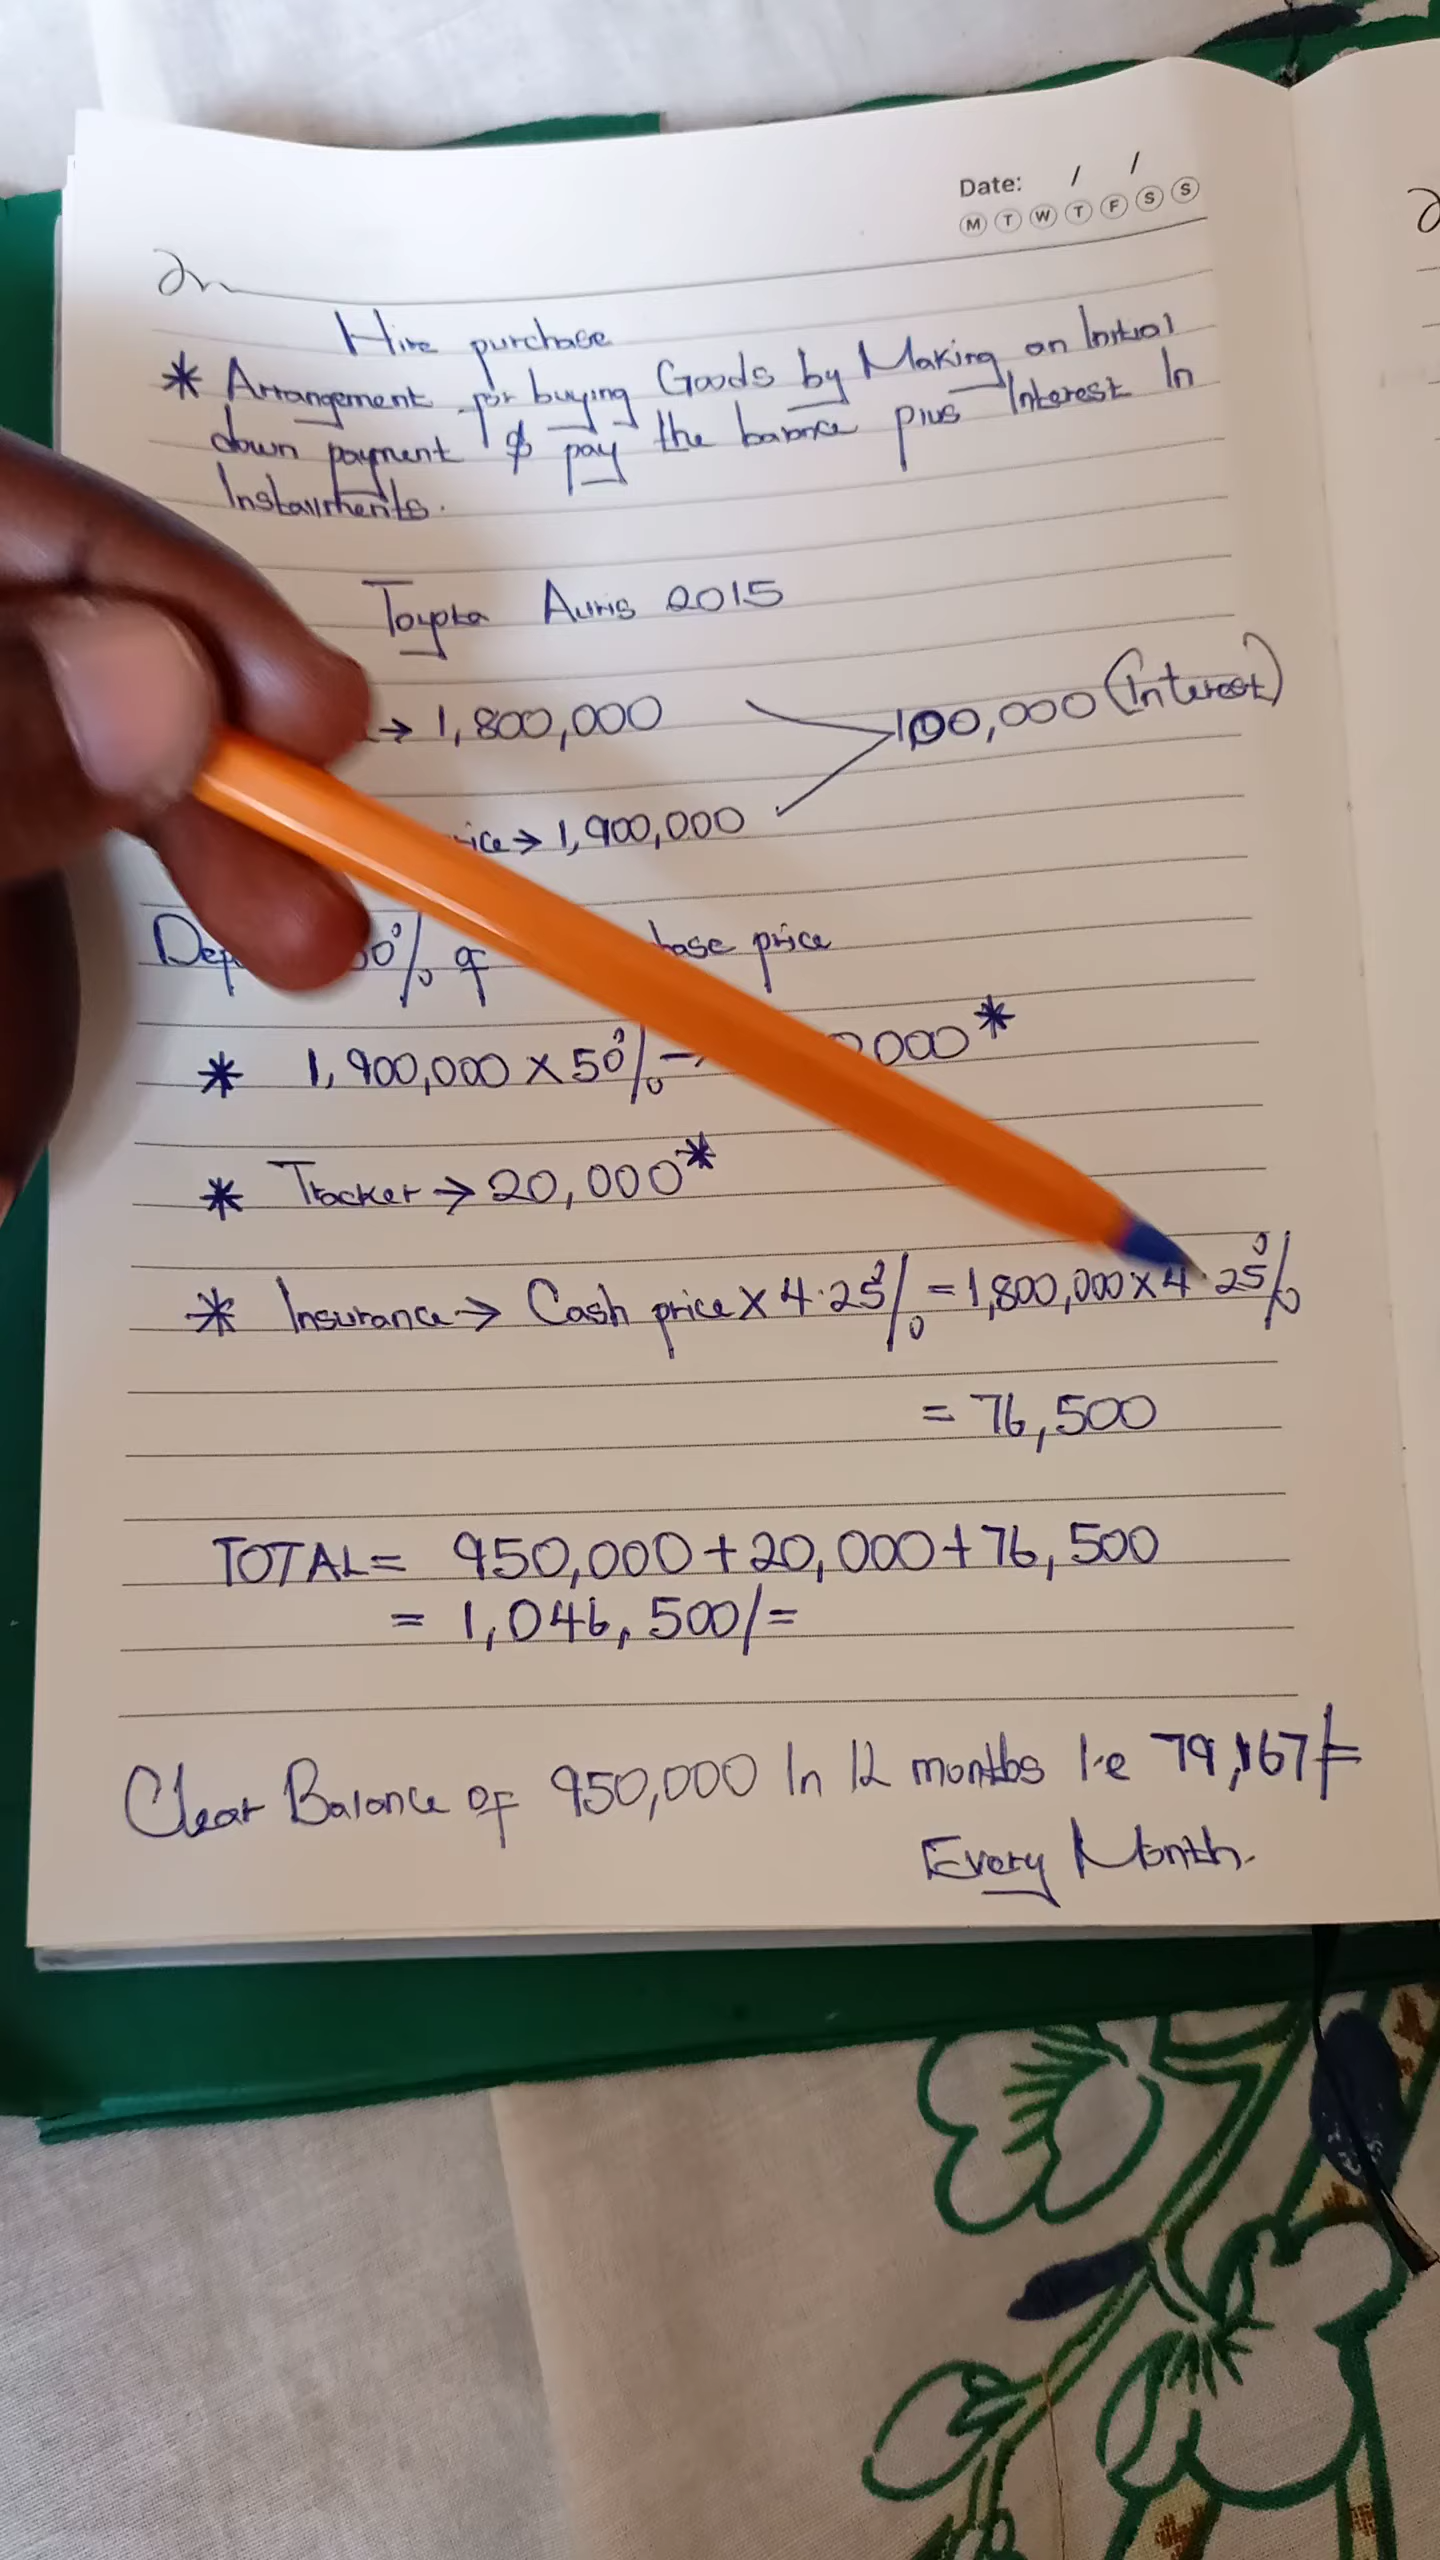 Date: / /
M T W T F S S
Hire purchase
* Arrangement for buying Goods by Making an Initial
down payment & pay the balance plus Interest In
Instalments.
Toyota Auris 2015
→ 1,800,000
100,000 (Interest)
→ 1,900,000
50% of price
* 1,900,000 x 50% →
* Tracker → 20,000*
* Insurance → Cash price x 4.25% = 1,800,000 x 4.25%
= 76,500
TOTAL = 950,000 + 20,000 + 76,500
= 1,046,500/=
Clear Balance of 950,000 In 12 months I.e 79,167/=
Every Month.